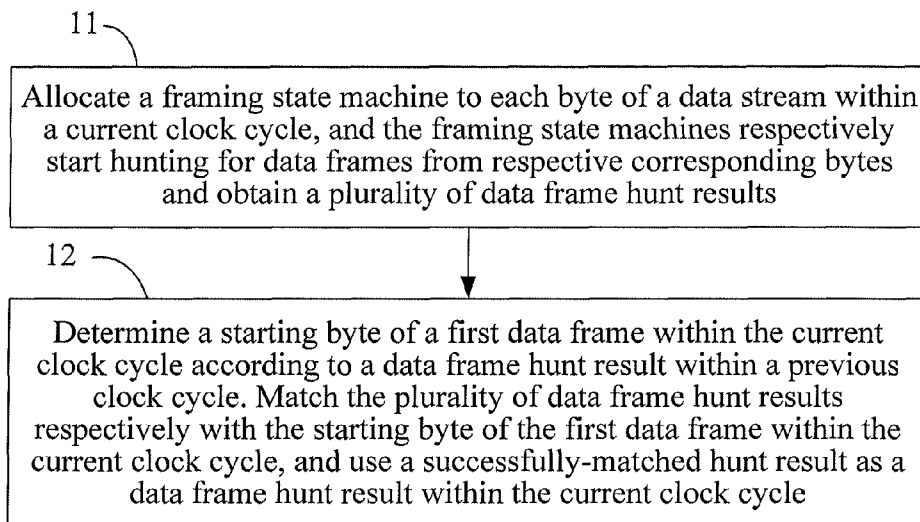 11
Allocate a framing state machine to each byte of a data stream within
a current clock cycle, and the framing state machines respectively
start hunting for data frames from respective corresponding bytes
and obtain a plurality of data frame hunt results
12
Determine a starting byte of a first data frame within the current
clock cycle according to a data frame hunt result within a previous
clock cycle. Match the plurality of data frame hunt results
respectively with the starting byte of the first data frame within the
current clock cycle, and use a successfully-matched hunt result as a
data frame hunt result within the current clock cycle